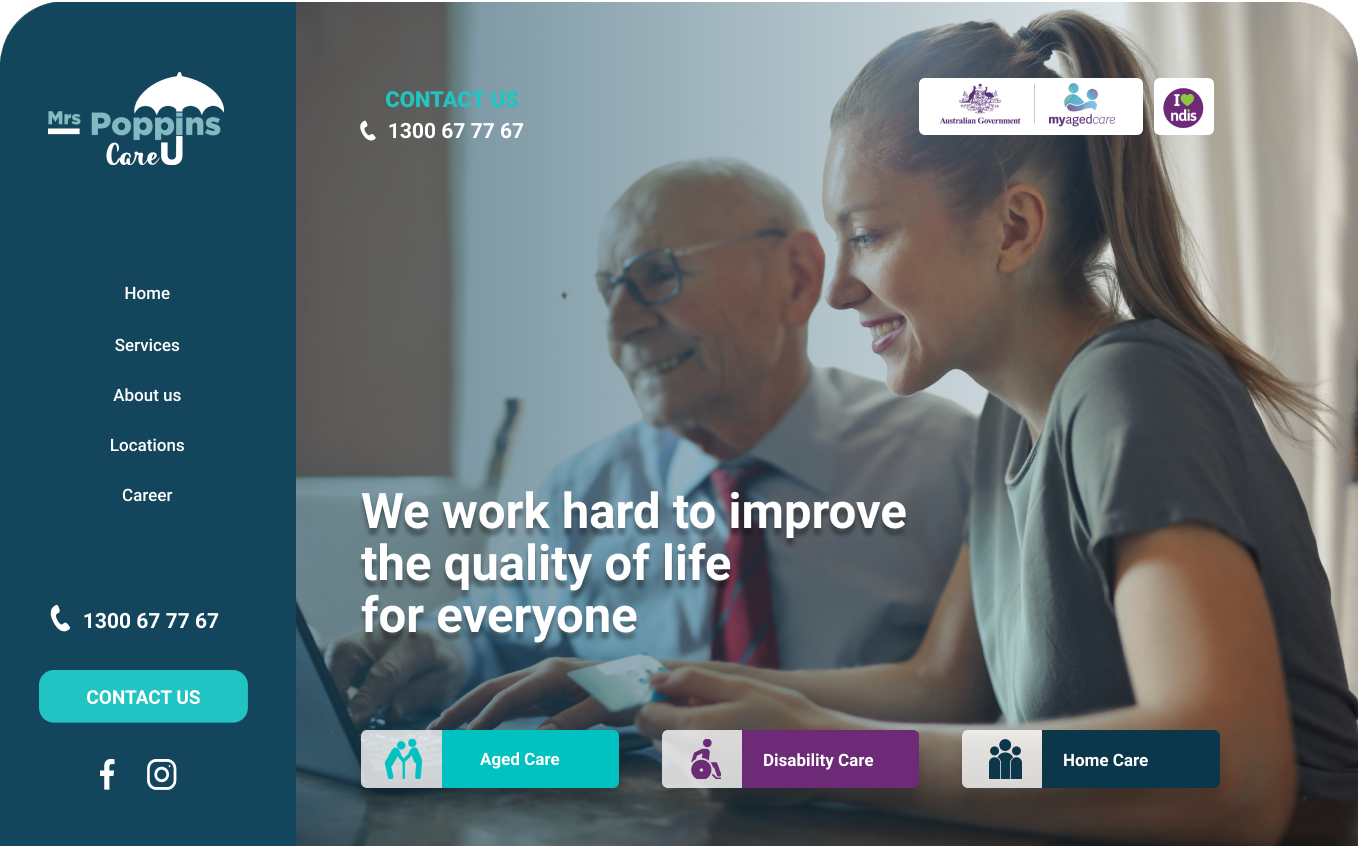 Mrs Poppins
Care U
Home
Services
About us
Locations
Career
1300 67 77 67
CONTACT US
CONTACT US
1300 67 77 67
Australian Government
myagedcare
I
ndis
We work hard to improve
the quality of life
for everyone
Aged Care
Disability Care
Home Care